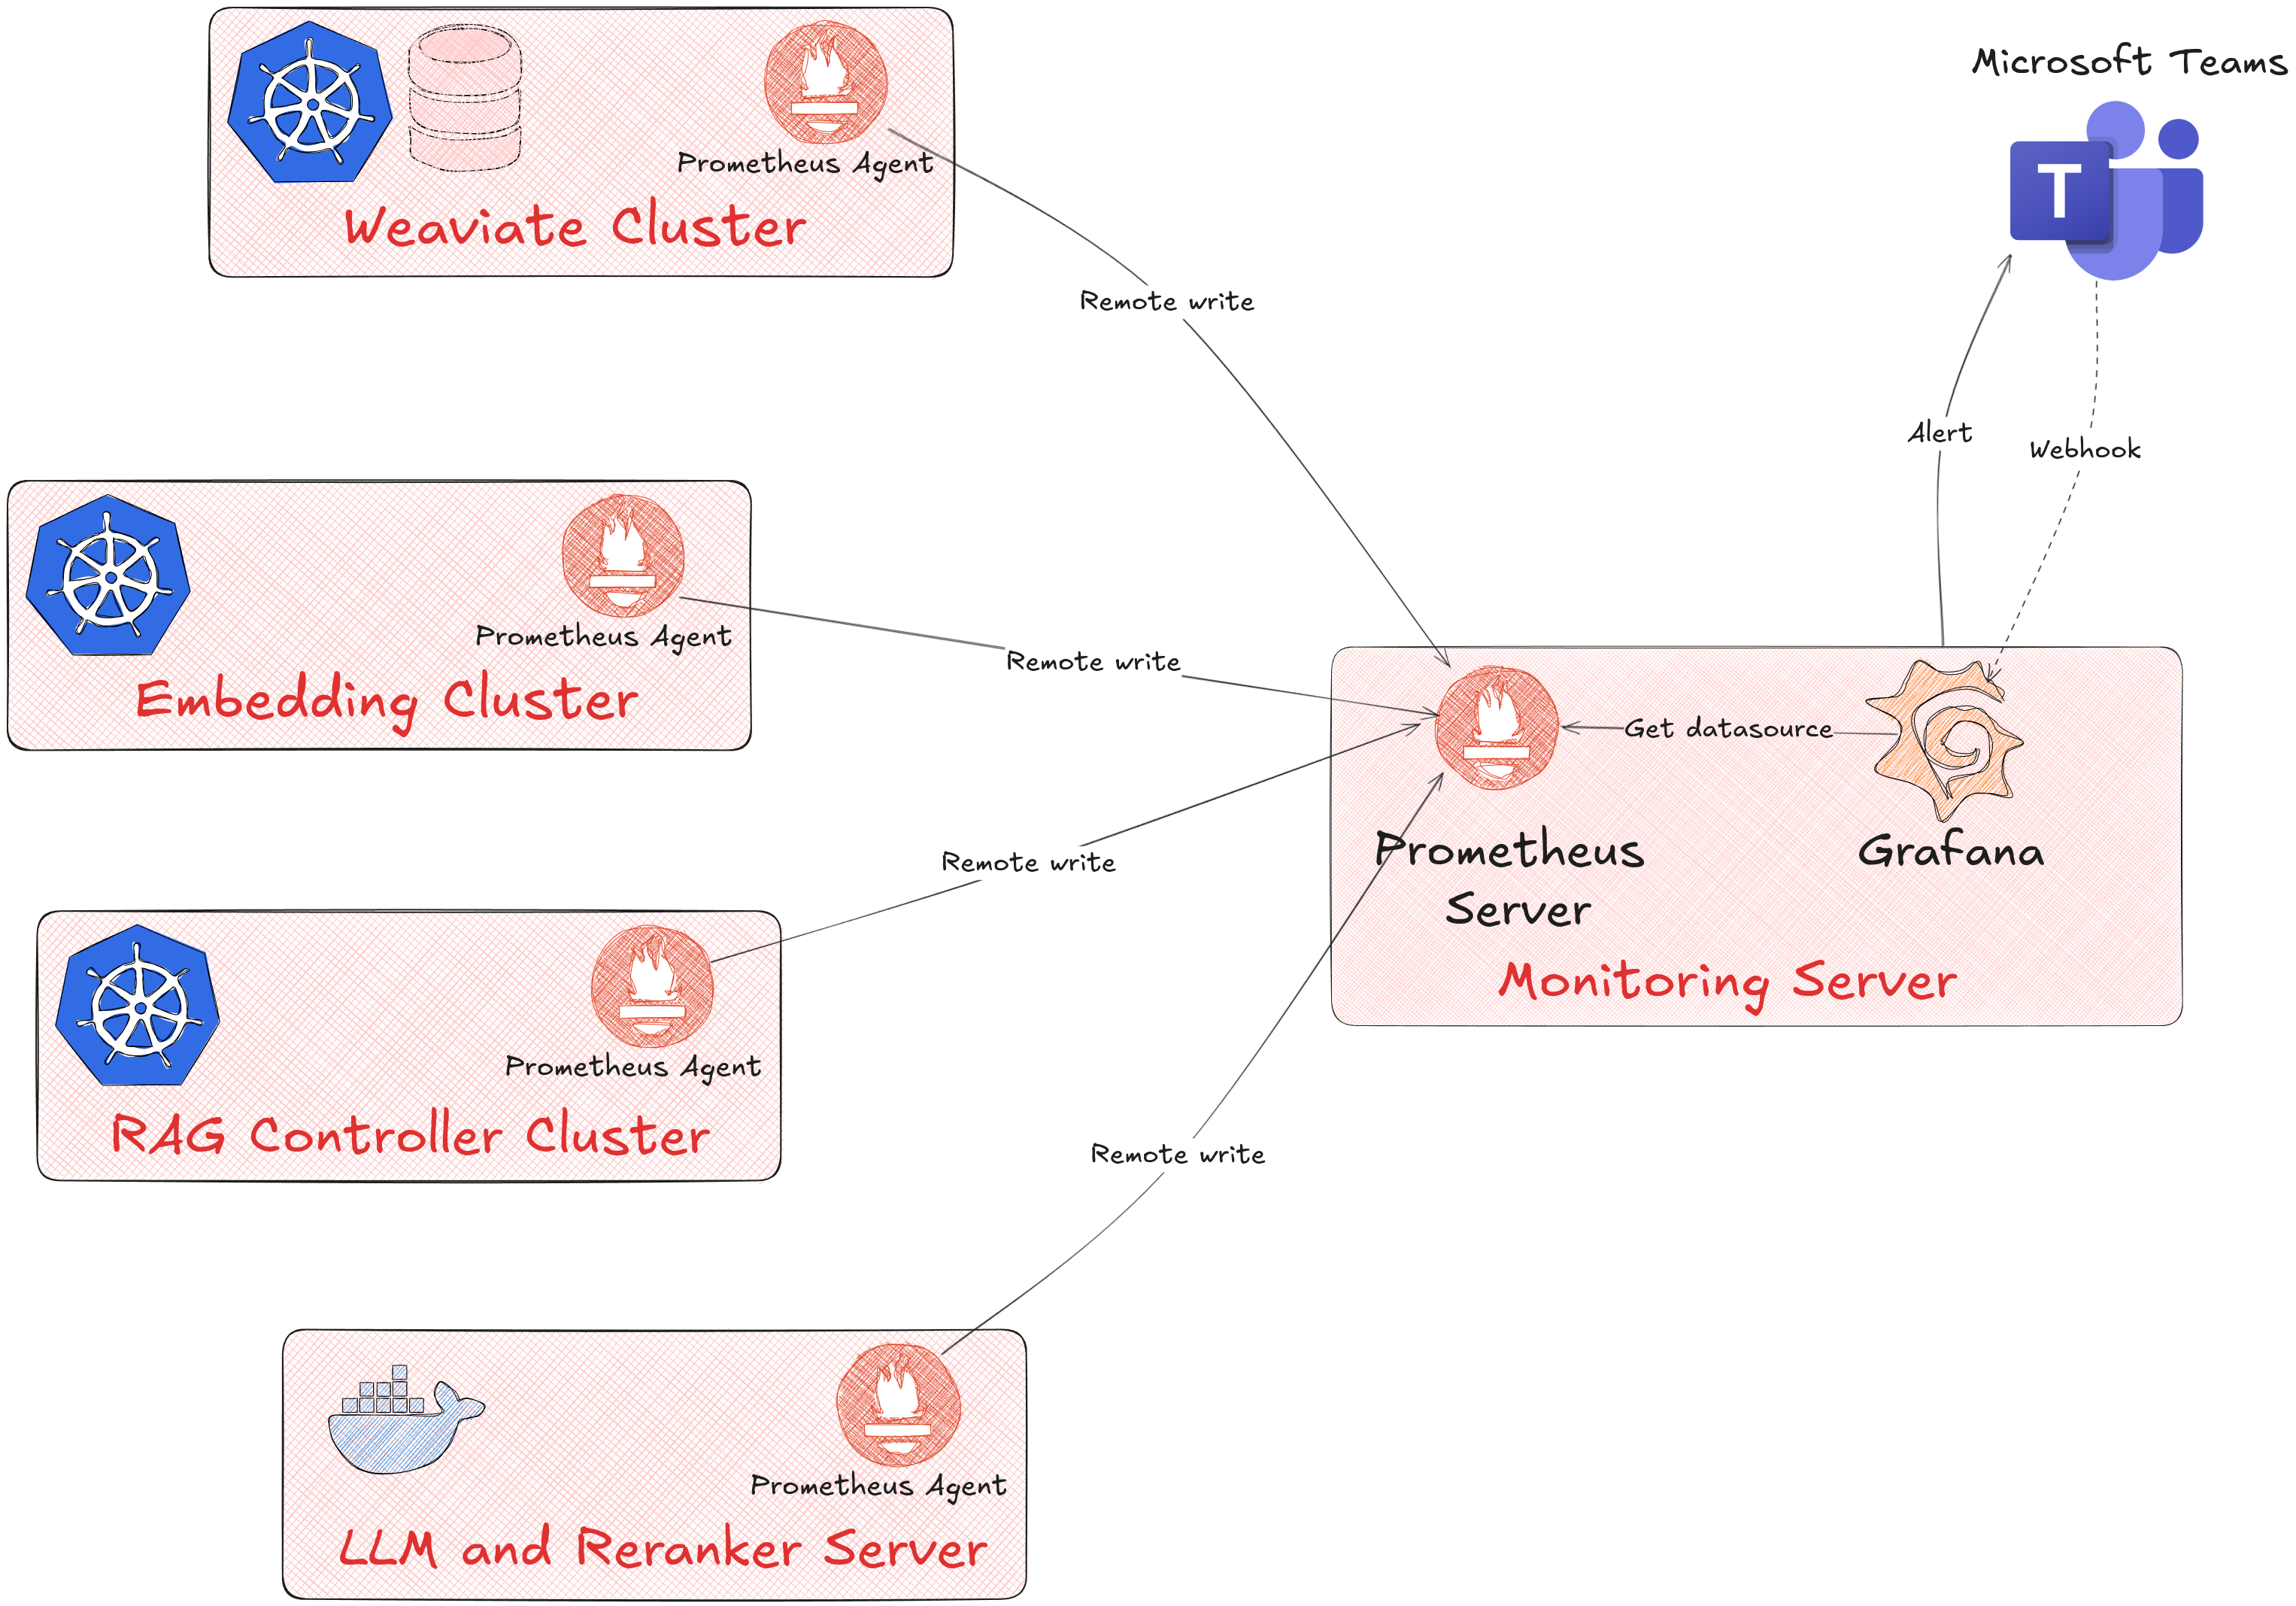 Microsoft Teams
T
Prometheus Agent
Weaviate Cluster
Remote write
Alert
Webhook
Prometheus Agent
Embedding Cluster
Remote write
Get datasource
Prometheus
Server
Grafana
Monitoring Server
Remote write
Prometheus Agent
RAG Controller Cluster
Remote write
Prometheus Agent
LLM and Reranker Server